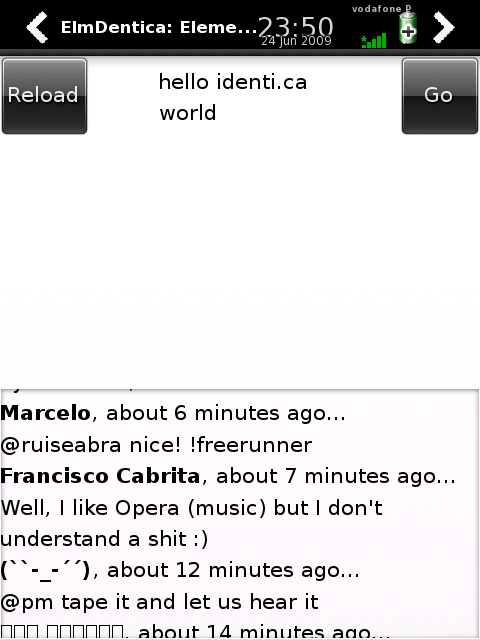 vodafone P
ElmDentica: Eleme...
23:50
24 Jun 2009
Reload
hello identi.ca
world
Go
Marcelo, about 6 minutes ago...
@ruiseabra nice! !freerunner
Francisco Cabrita, about 7 minutes ago...
Well, I like Opera (music) but I don't
understand a shit :)
(``-_-´´), about 12 minutes ago...
@pm tape it and let us hear it
about 14 minutes ago...